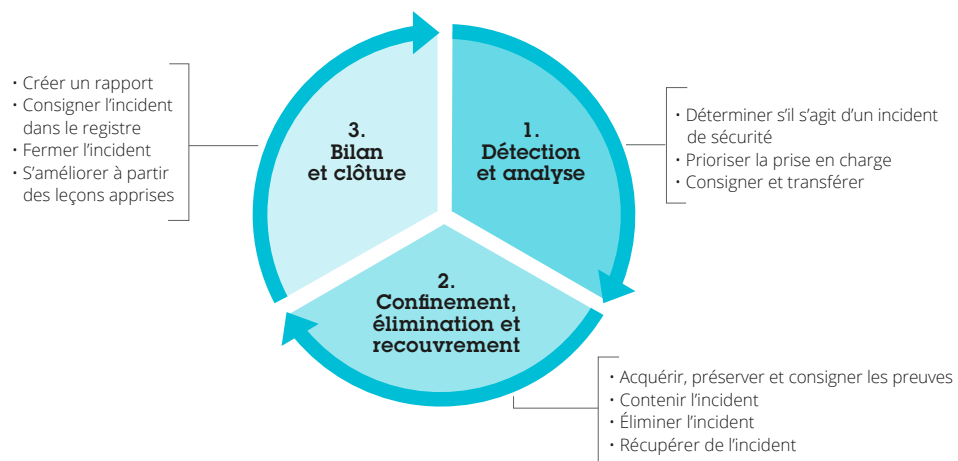 1.
Détection
et analyse
• Déterminer s’il s’agit d’un incident
de sécurité
• Prioriser la prise en charge
• Consigner et transférer
2.
Confinement,
élimination et
recouvrement
• Acquérir, préserver et consigner les preuves
• Contenir l’incident
• Éliminer l’incident
• Récupérer de l’incident
3.
Bilan
et clôture
• Créer un rapport
• Consigner l’incident
dans le registre
• Fermer l’incident
• S’améliorer à partir
des leçons apprises